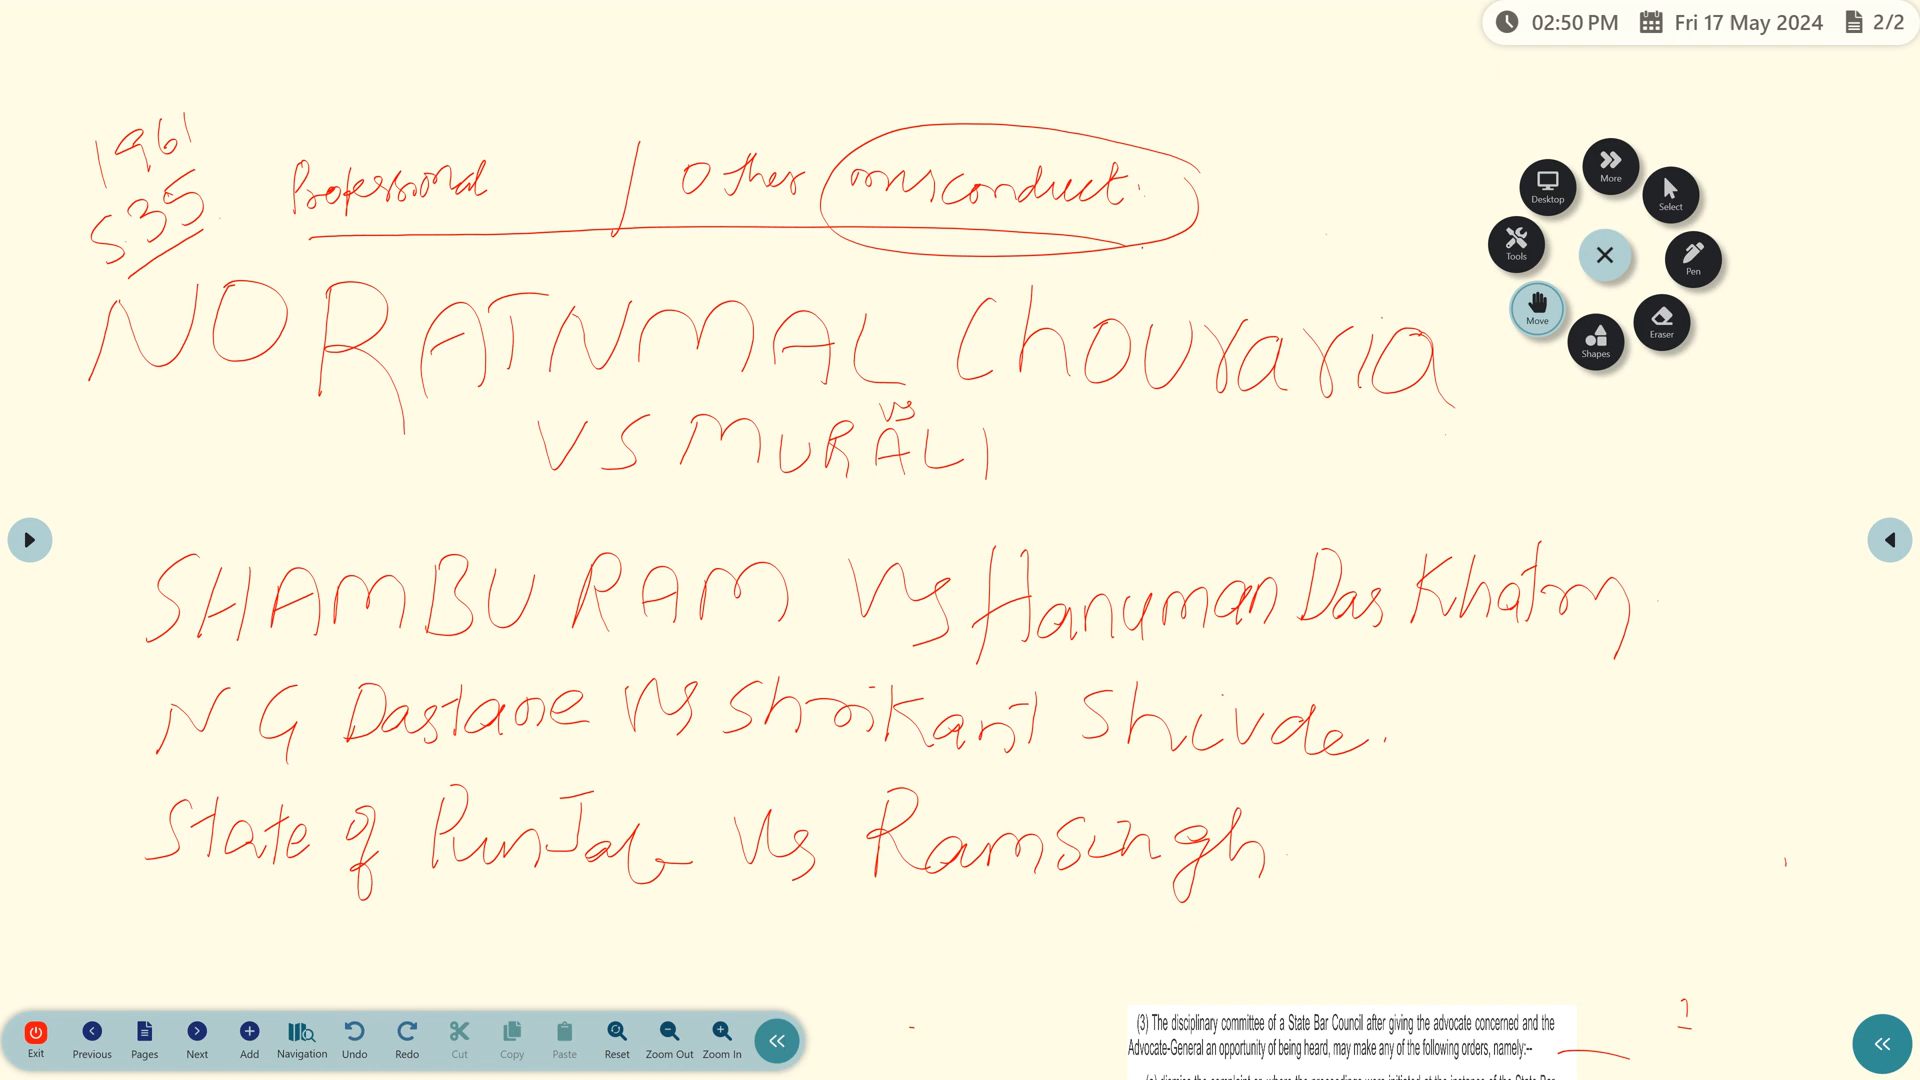 02:50 PM Fri 17 May 2024 2/2
1961
S 35
Professional / Other misconduct.
NORATNMAL Chouraria
VS MURALI
vs
SHAMBU RAM Vs Hanuman Das Khatry
N G Dastane Vs Shrikant Shivde.
State of Punjab Vs Ramsingh
More
Desktop
Select
Tools
Pen
Move
Eraser
Shapes
(3) The disciplinary committee of a State Bar Council after giving the advocate concerned and the
Advocate-General an opportunity of being heard, may make any of the following orders, namely:--
Exit Previous Pages Next Add Navigation Undo Redo Cut Copy Paste Reset Zoom Out Zoom In